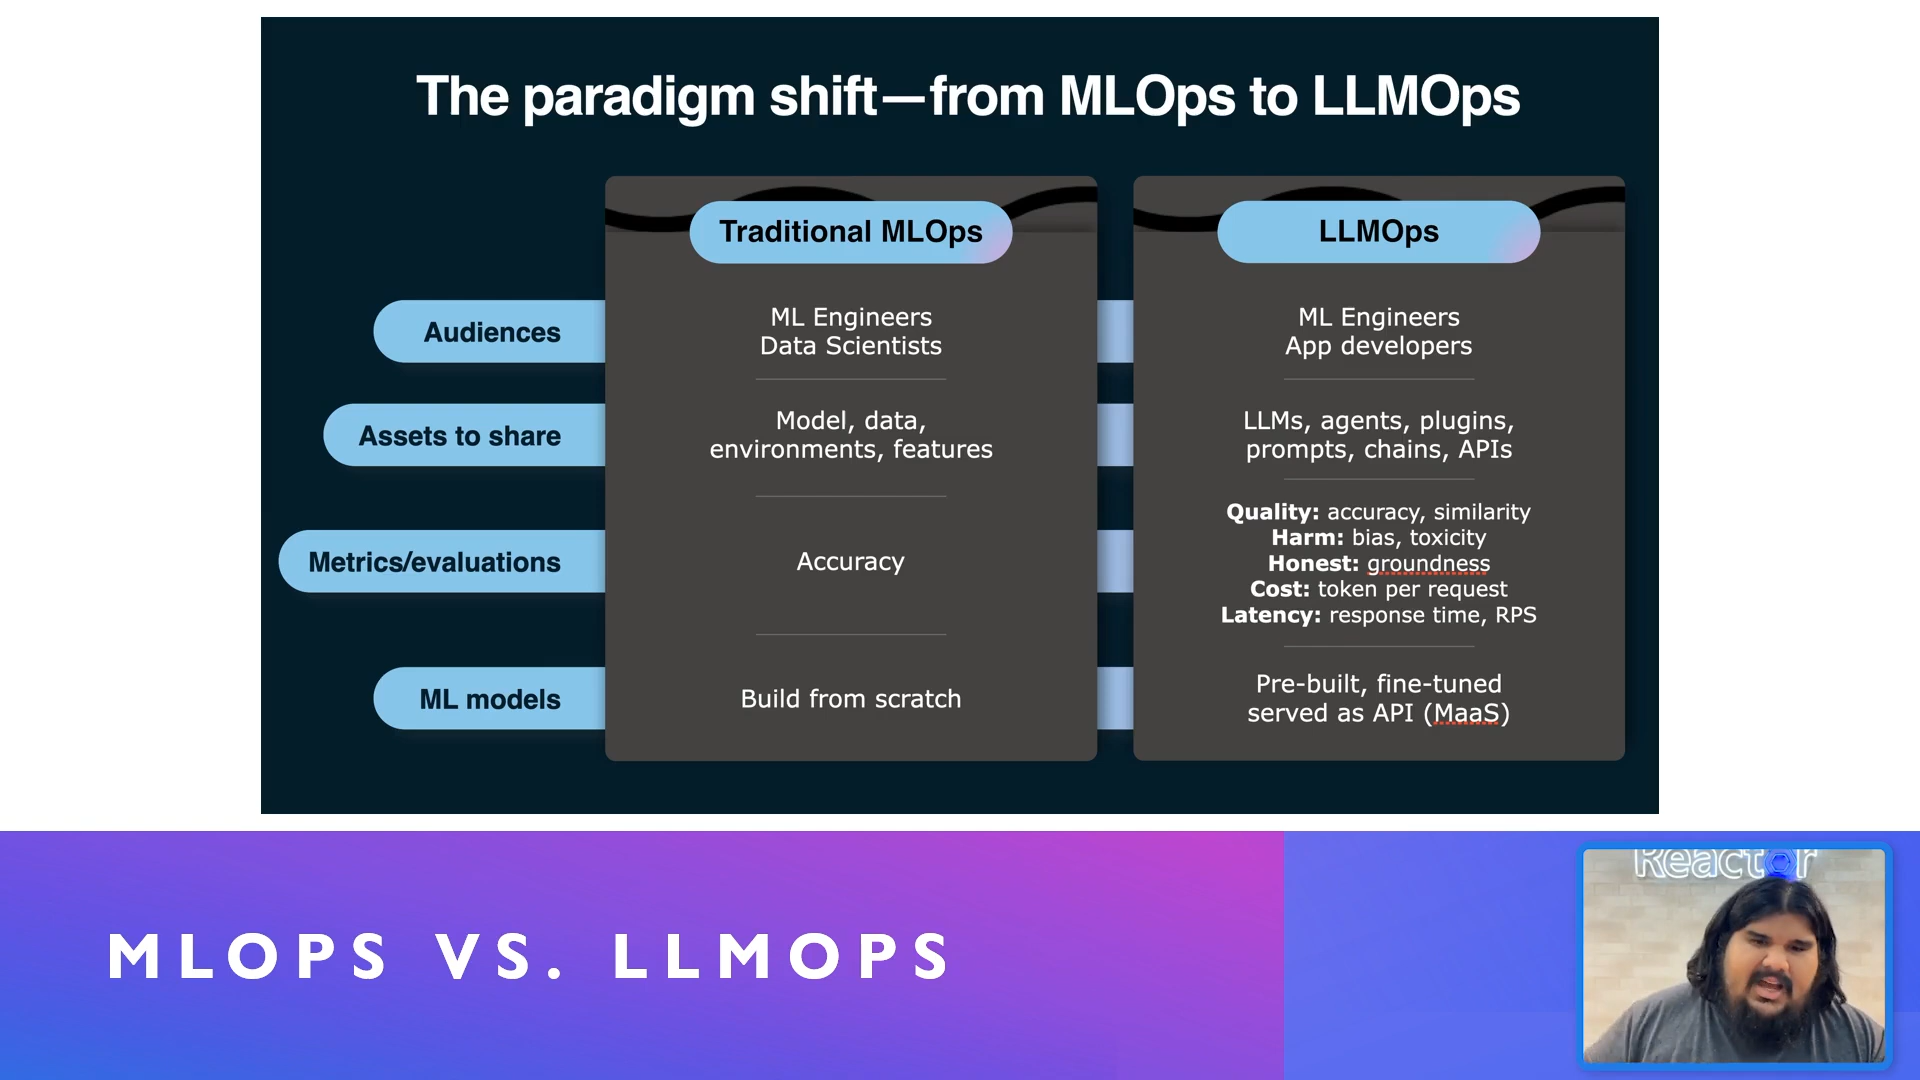 The paradigm shift—from MLOps to LLMOps
Traditional MLOps
LLMOps
Audiences
ML Engineers
Data Scientists
ML Engineers
App developers
Assets to share
Model, data,
environments, features
LLMs, agents, plugins,
prompts, chains, APIs
Metrics/evaluations
Accuracy
Quality: accuracy, similarity
Harm: bias, toxicity
Honest: groundness
Cost: token per request
Latency: response time, RPS
ML models
Build from scratch
Pre-built, fine-tuned
served as API (MaaS)
MLOPS VS. LLMOPS
Reactor